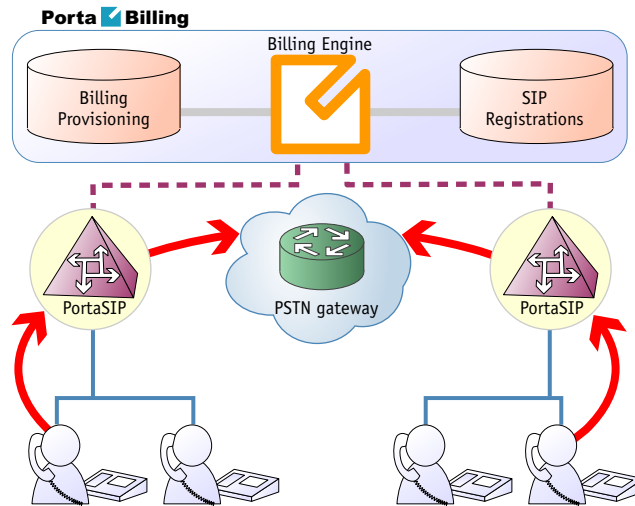 Porta Billing
Billing Engine
Billing
Provisioning
SIP
Registrations
PortaSIP
PSTN gateway
PortaSIP